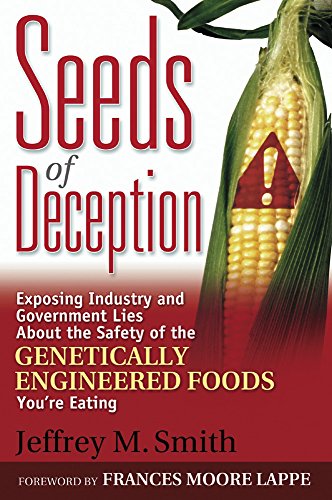 Seeds
of
Deception
Exposing Industry and
Government Lies
About the Safety of the
GENETICALLY
ENGINEERED FOODS
You're Eating
Jeffrey M. Smith
FOREWORD BY FRANCES MOORE LAPPE